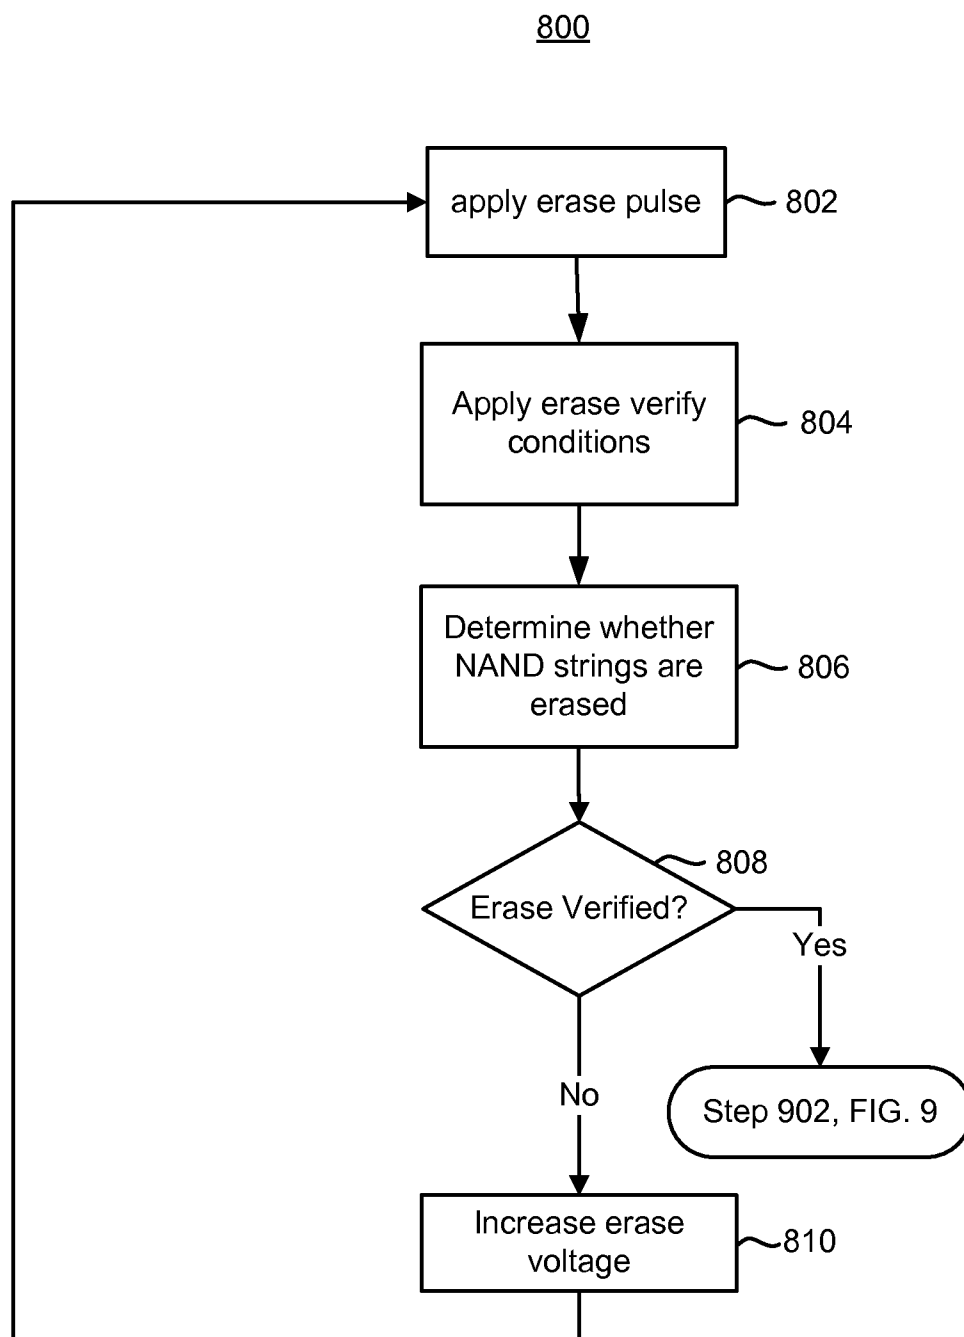 800
apply erase pulse
802
Apply erase verify
conditions
804
Determine whether
NAND strings are
erased
806
808
Erase Verified?
Yes
No
Step 902, FIG. 9
Increase erase
voltage
810